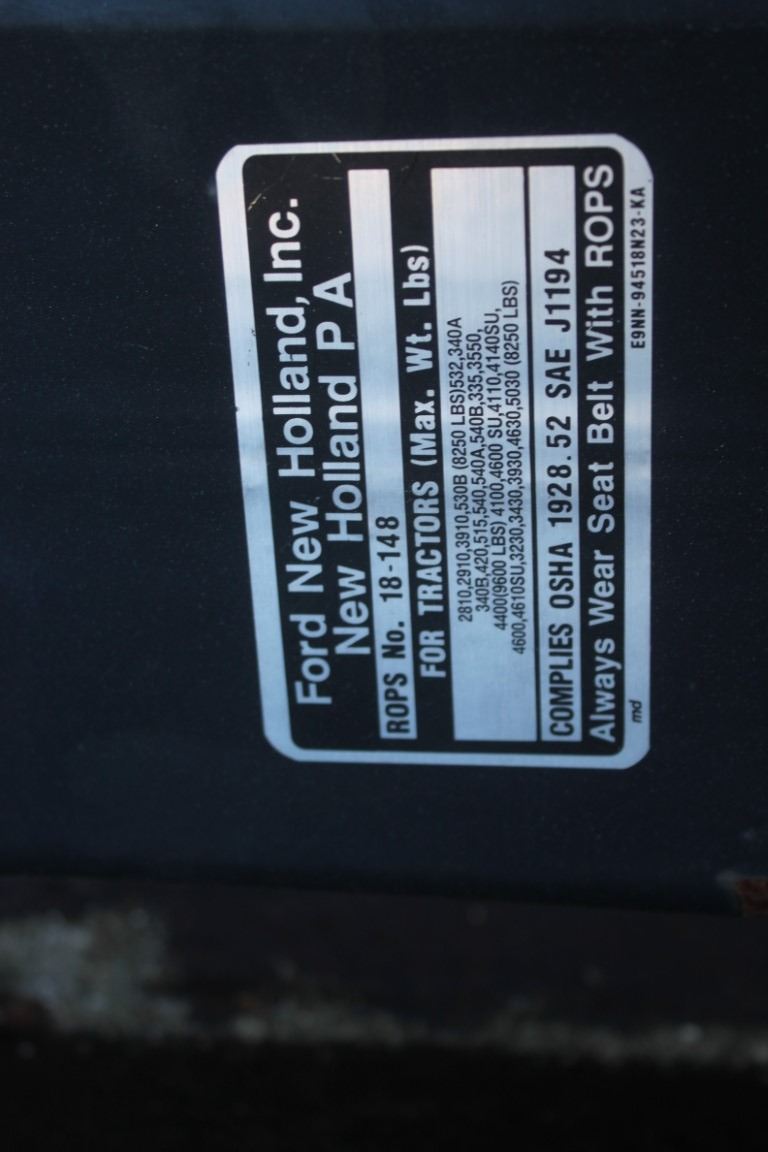 Ford New Holland, Inc.
New Holland P A
ROPS No. 18-148
FOR TRACTORS (Max. Wt. Lbs)
2810,2910,3910,530B (8250 LBS)532,340A
340B,420,515,540,540A,540B,335,3550,
4400(9600 LBS) 4100,4600 SU,4110,4140SU,
4600,4610SU,3230,3430,3930,4630,5030 (8250 LBS)
COMPLIES OSHA 1928.52 SAE J1194
Always Wear Seat Belt With ROPS
md E9NN-94518N23-KA